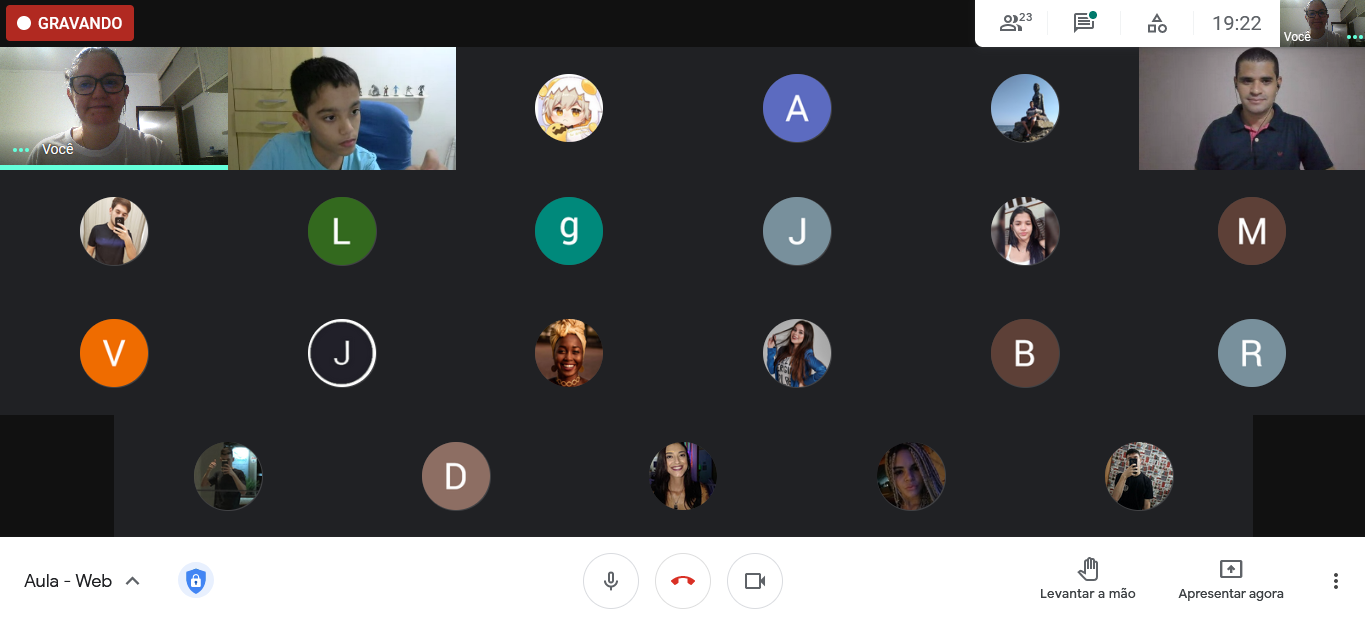 GRAVANDO
23
19:22
Você
Você
A
L
g
J
M
V
J
B
R
D
Aula - Web
Levantar a mão
Apresentar agora